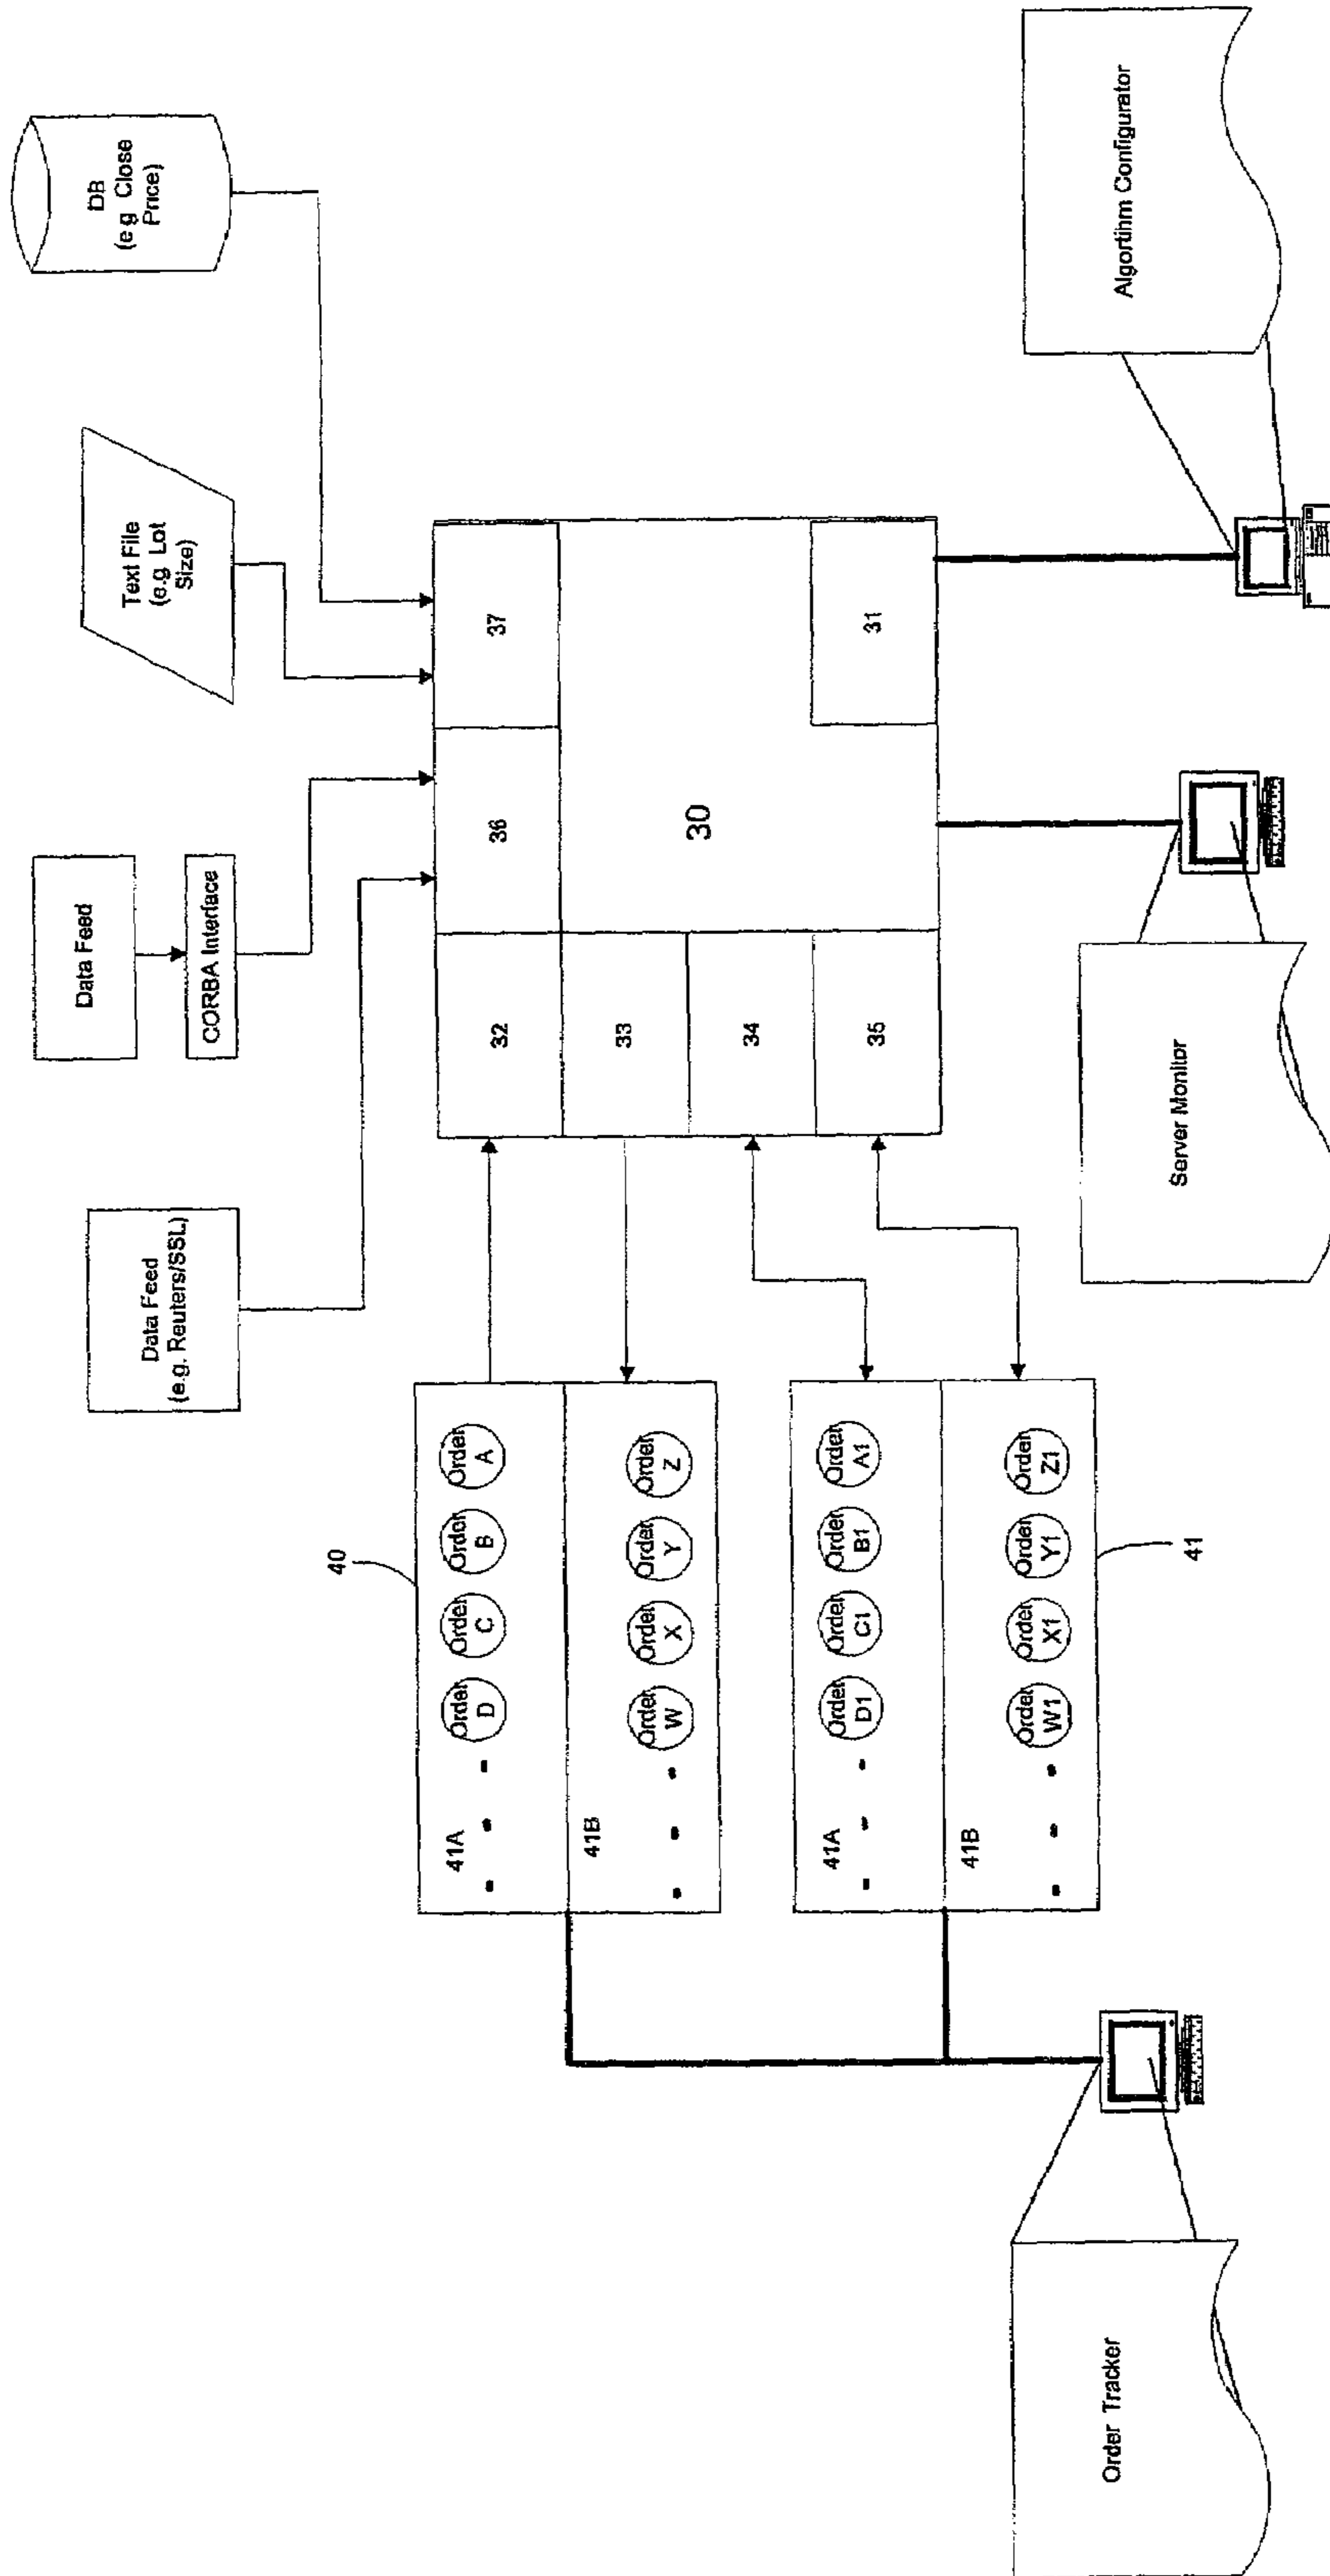 Data Feed
(e.g. Reuters/SSL)
Data Feed
CORBA Interface
Text File
(e.g. Lot
Size)
DB
(e g Close
Price)
40
41A
Order
D
Order
C
Order
B
Order
A
41B
Order
W
Order
X
Order
Y
Order
Z
32
36
37
33
30
34
35
31
41A
Order
D1
Order
C1
Order
B1
Order
A1
41B
Order
W1
Order
X1
Order
Y1
Order
Z1
41
Order Tracker
Server Monitor
Algortihm Configurator